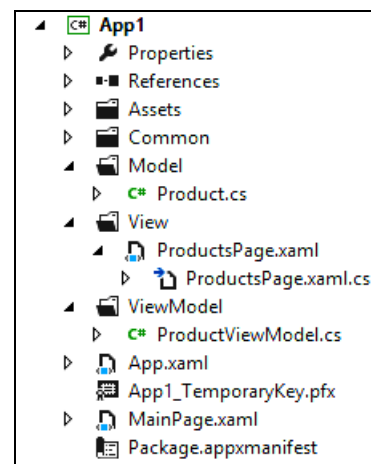 C# App1
Properties
References
Assets
Common
Model
C# Product.cs
View
ProductsPage.xaml
ProductsPage.xaml.cs
ViewModel
C# ProductViewModel.cs
App.xaml
App1_TemporaryKey.pfx
MainPage.xaml
Package.appxmanifest